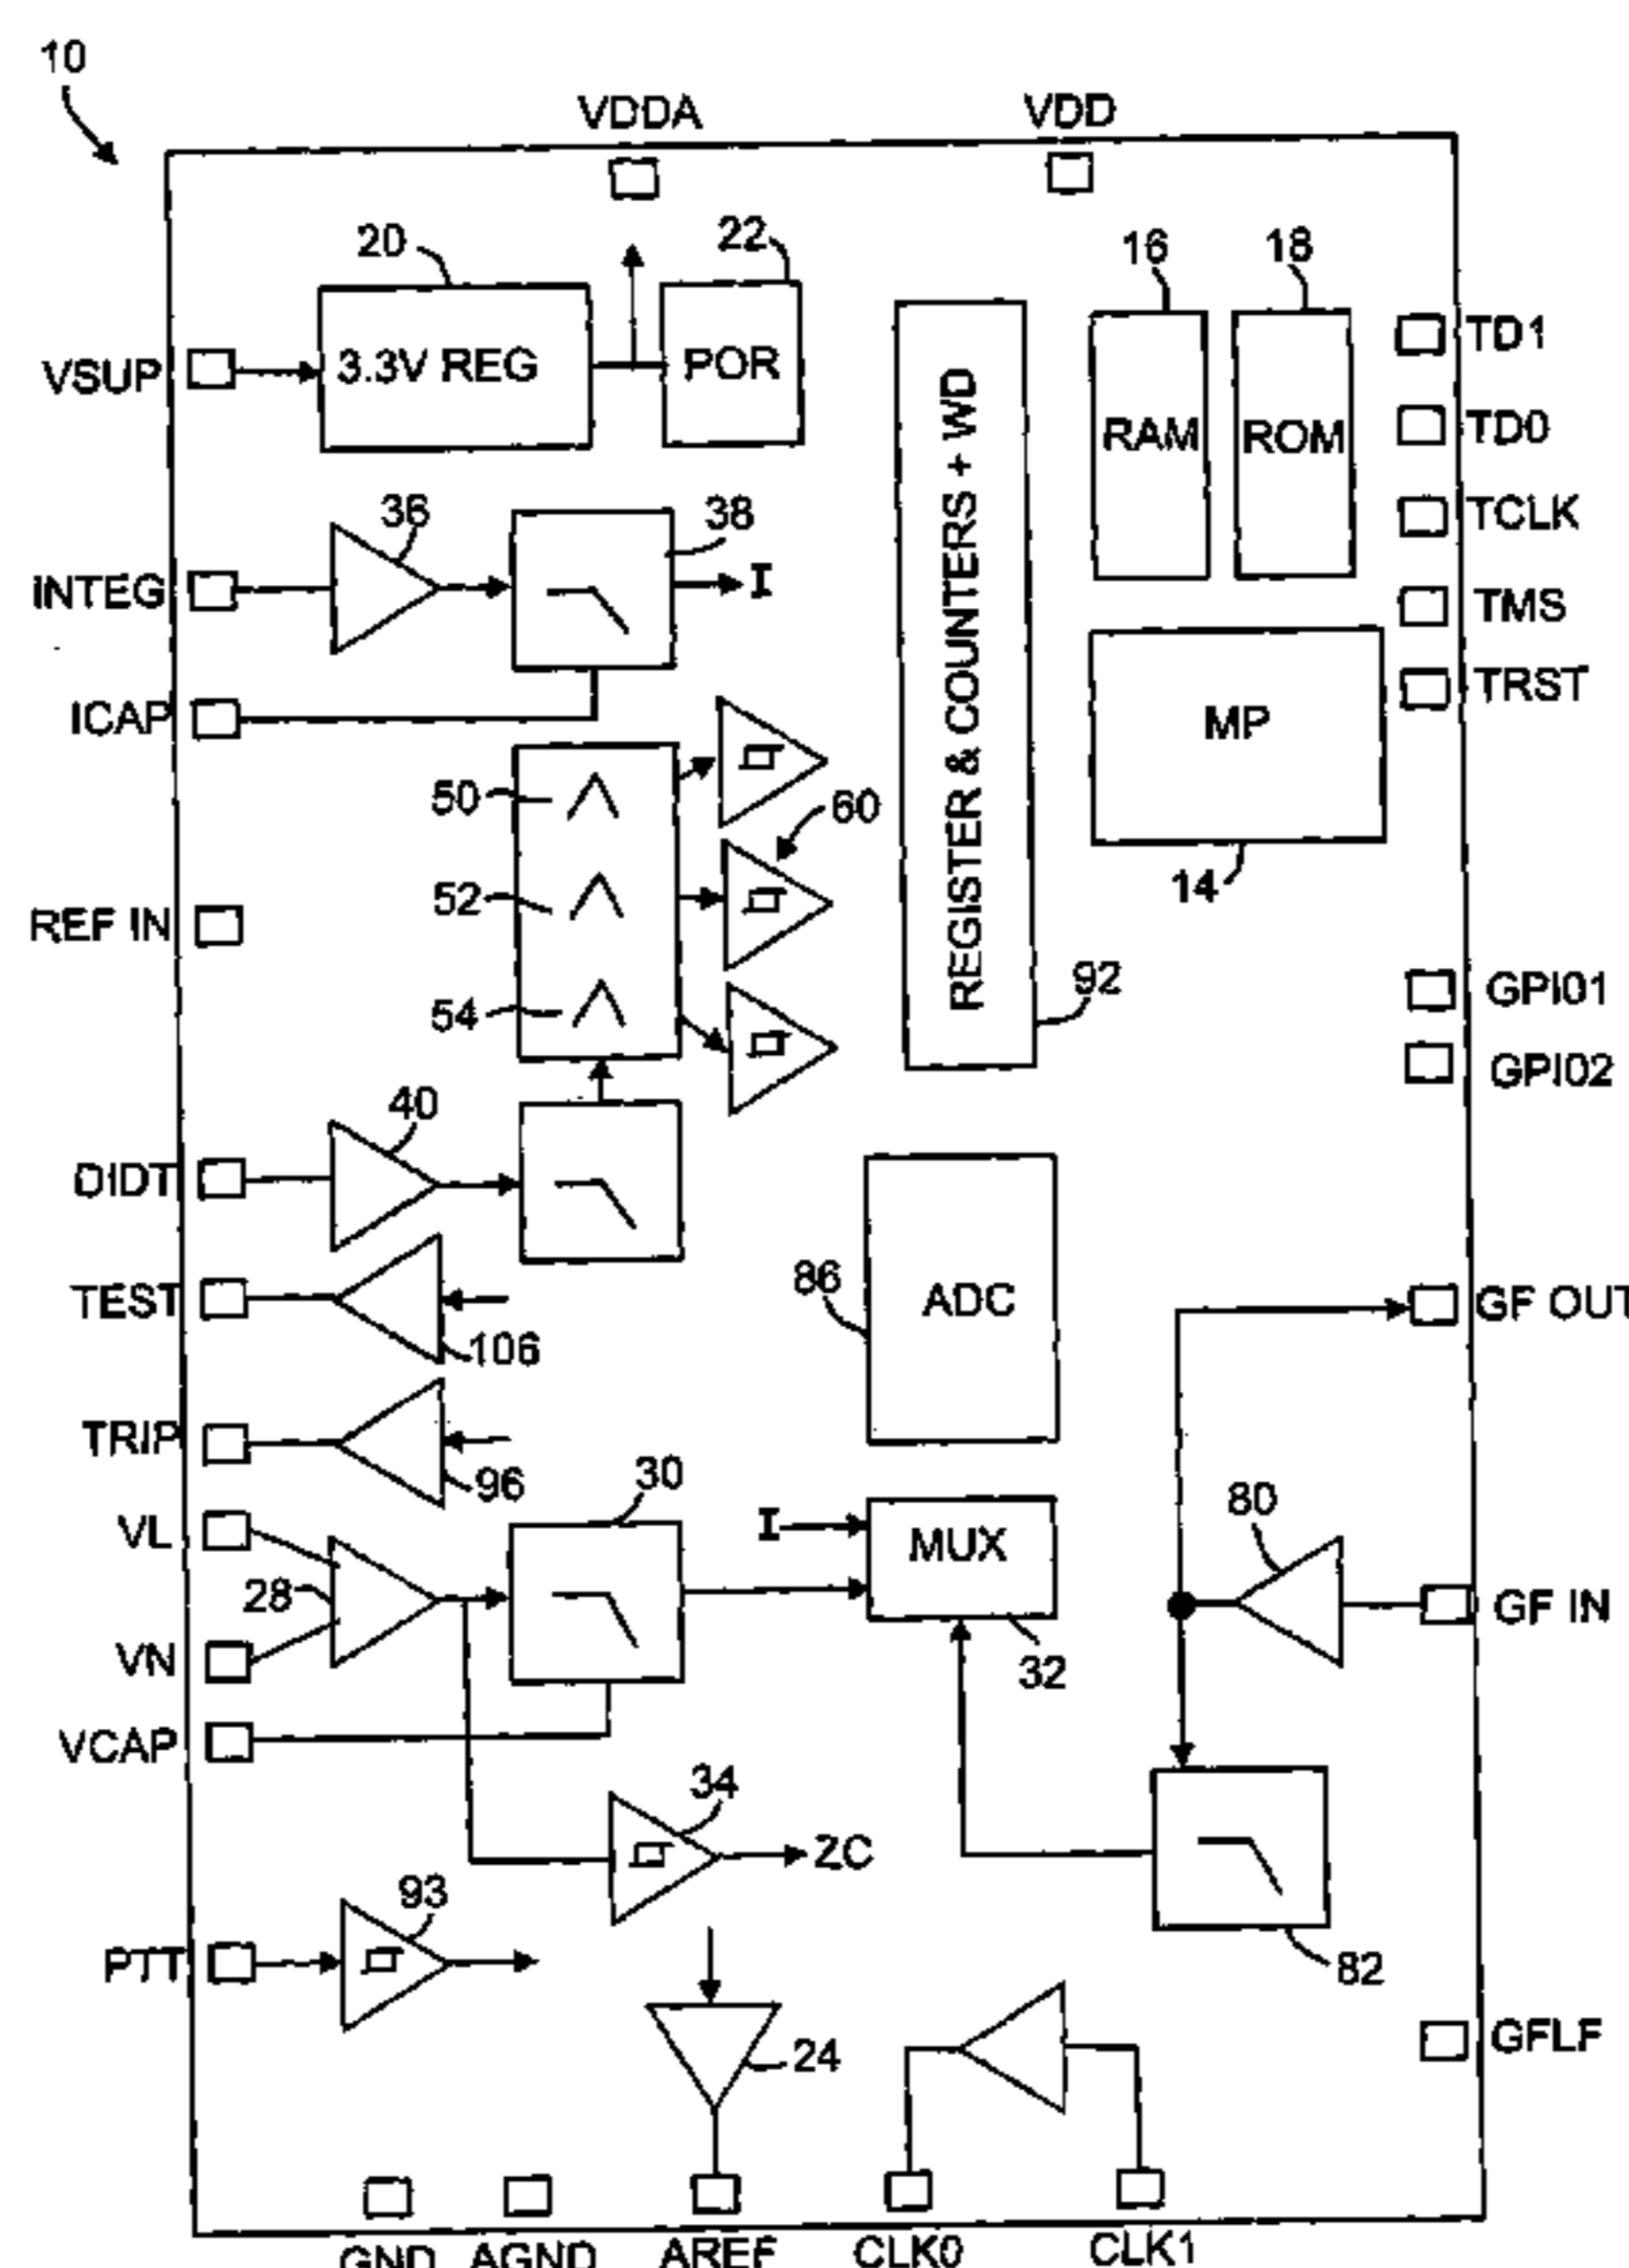 10
VDDA
VDD
20
22
16
18
VSUP
3.3V REG
POR
RAM
ROM
TD1
TD0
TCLK
TMS
TRST
REGISTER & COUNTERS + WD
36
38
INTEG
I
ICAP
MP
14
50
60
52
54
REF IN
92
GPI01
GPI02
40
DIDT
TEST
106
86
ADC
GF OUT
TRIP
96
VL
30
I
MUX
80
28
VN
32
GF IN
VCAP
34
2C
93
PTT
82
24
GFLF
GND
AGND
AREF
CLK0
CLK1